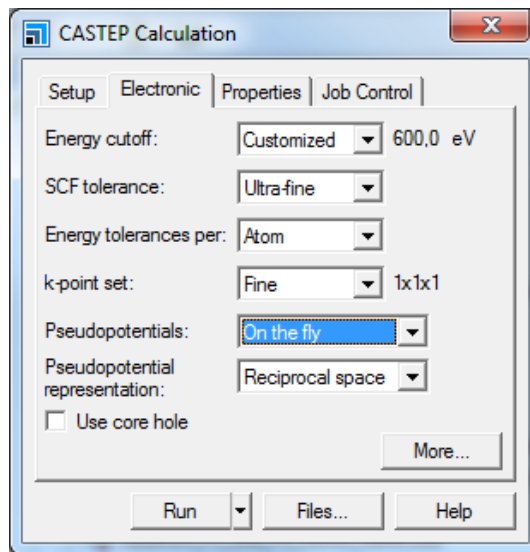 CASTEP Calculation
Setup Electronic Properties Job Control
Energy cutoff: Customized 600,0 eV
SCF tolerance: Ultra-fine
Energy tolerances per: Atom
k-point set: Fine 1x1x1
Pseudopotentials: On the fly
Pseudopotential
representation: Reciprocal space
Use core hole
More...
Run Files... Help